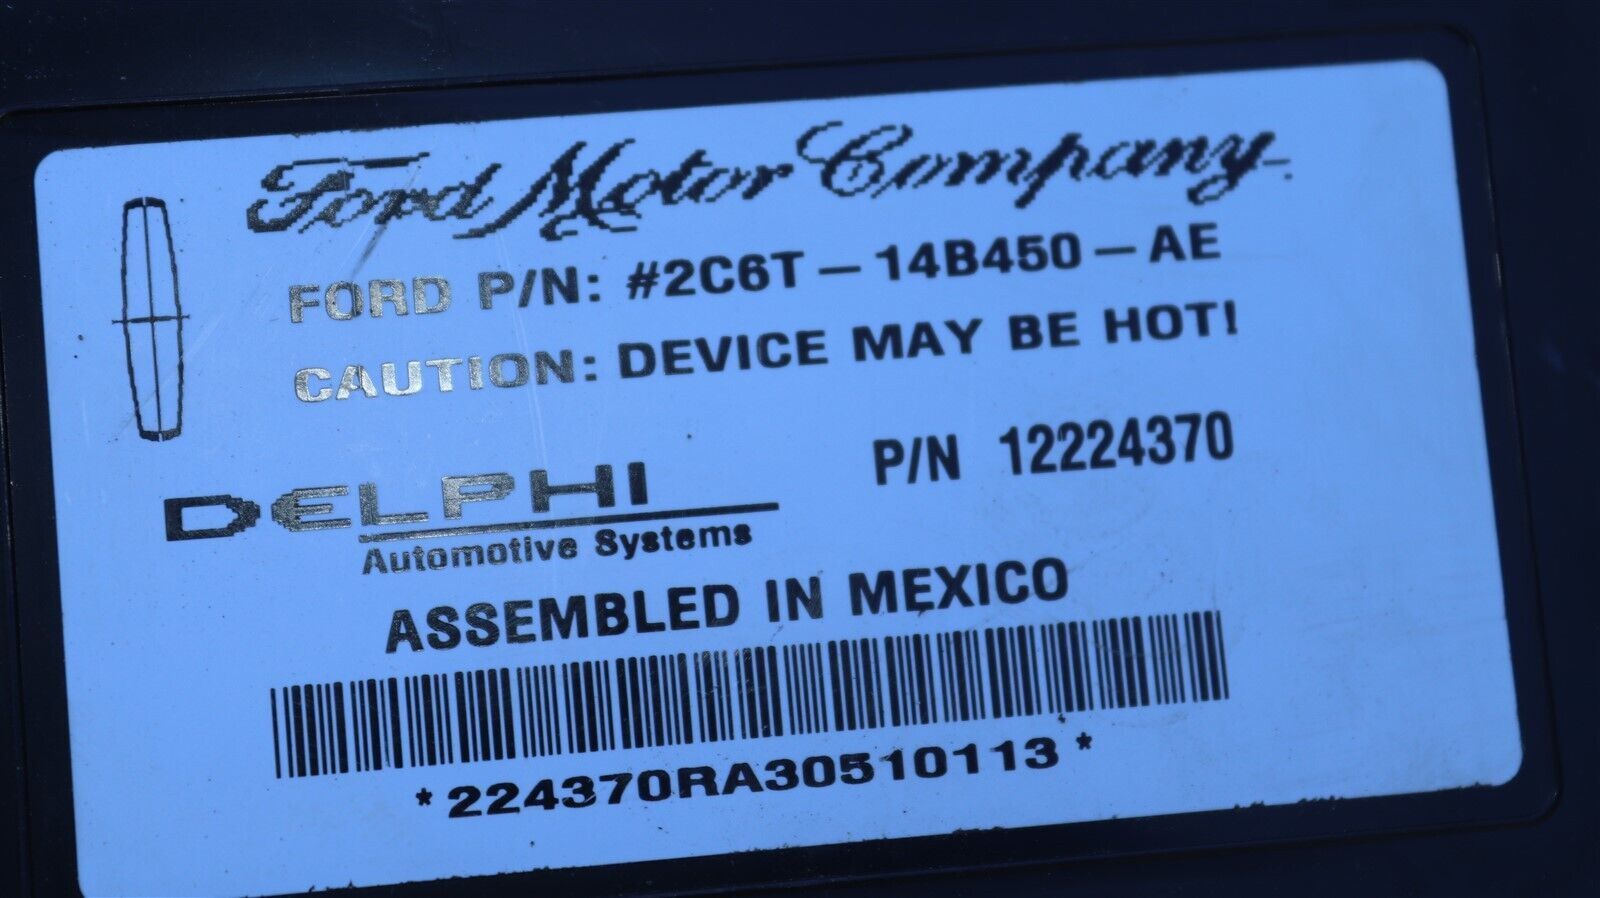 Ford Motor Company
FORD P/N: #2C6T-14B450-AE
CAUTION: DEVICE MAY BE HOT!
P/N 12224370
DELPHI
Automotive Systems
ASSEMBLED IN MEXICO
*224370RA30510113*